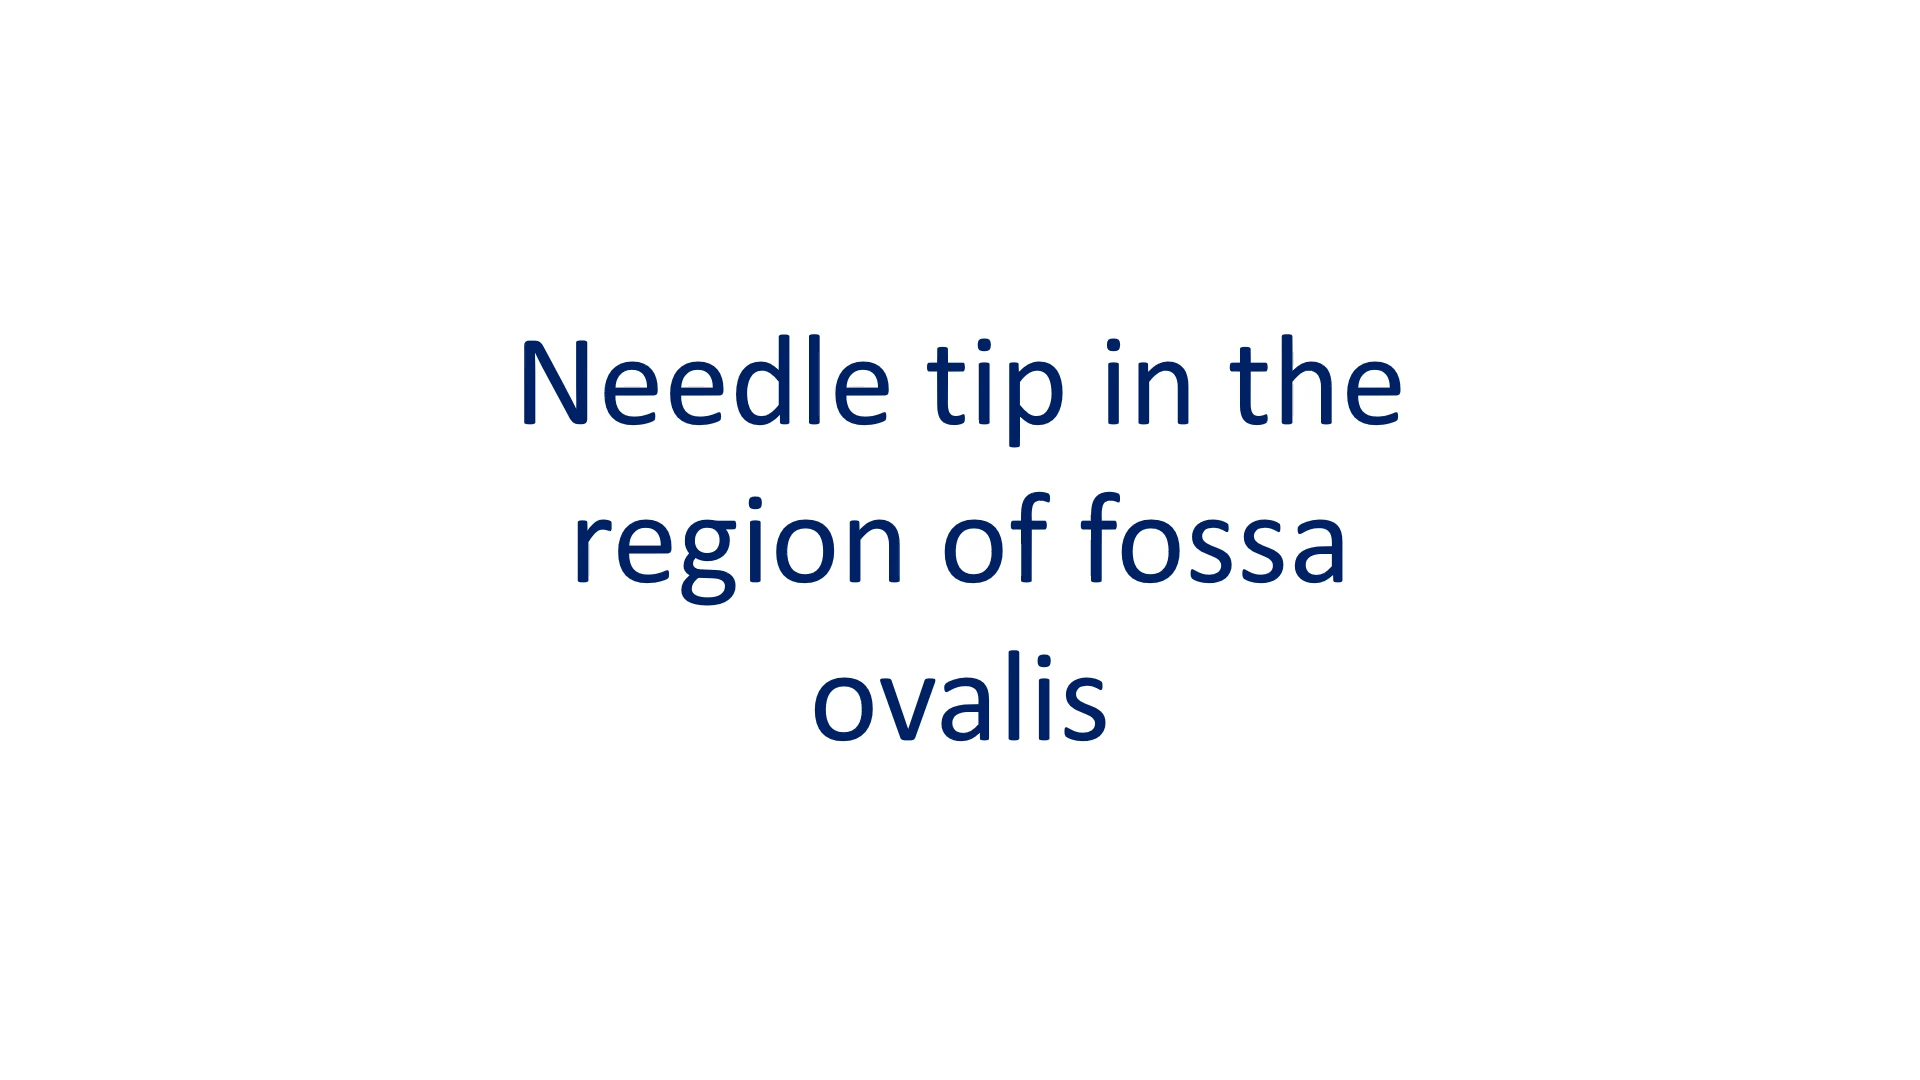 Needle tip in the
region of fossa
ovalis